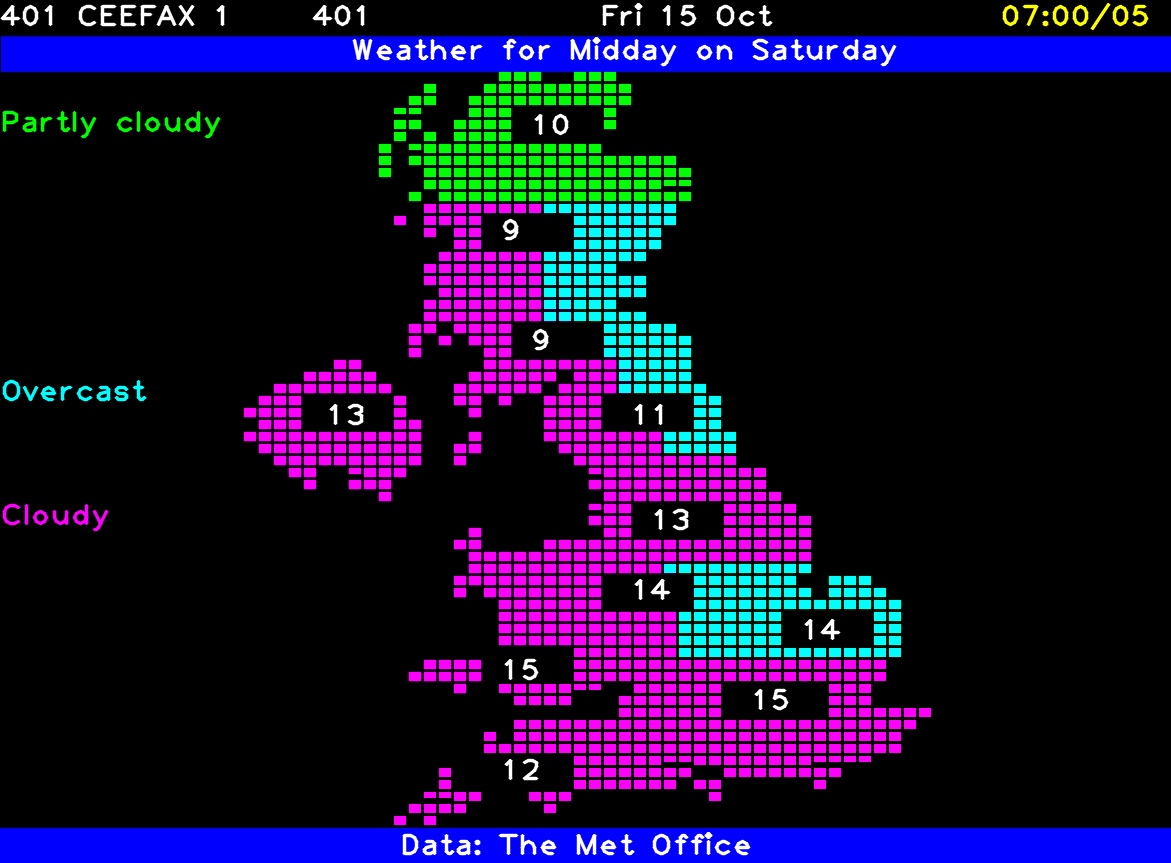 401 CEEFAX 1 401 Fri 15 Oct 07:00/05
Weather for Midday on Saturday
Partly cloudy
10
9
9
Overcast
13 11
Cloudy
13
14
14
15
15
12
Data: The Met Office